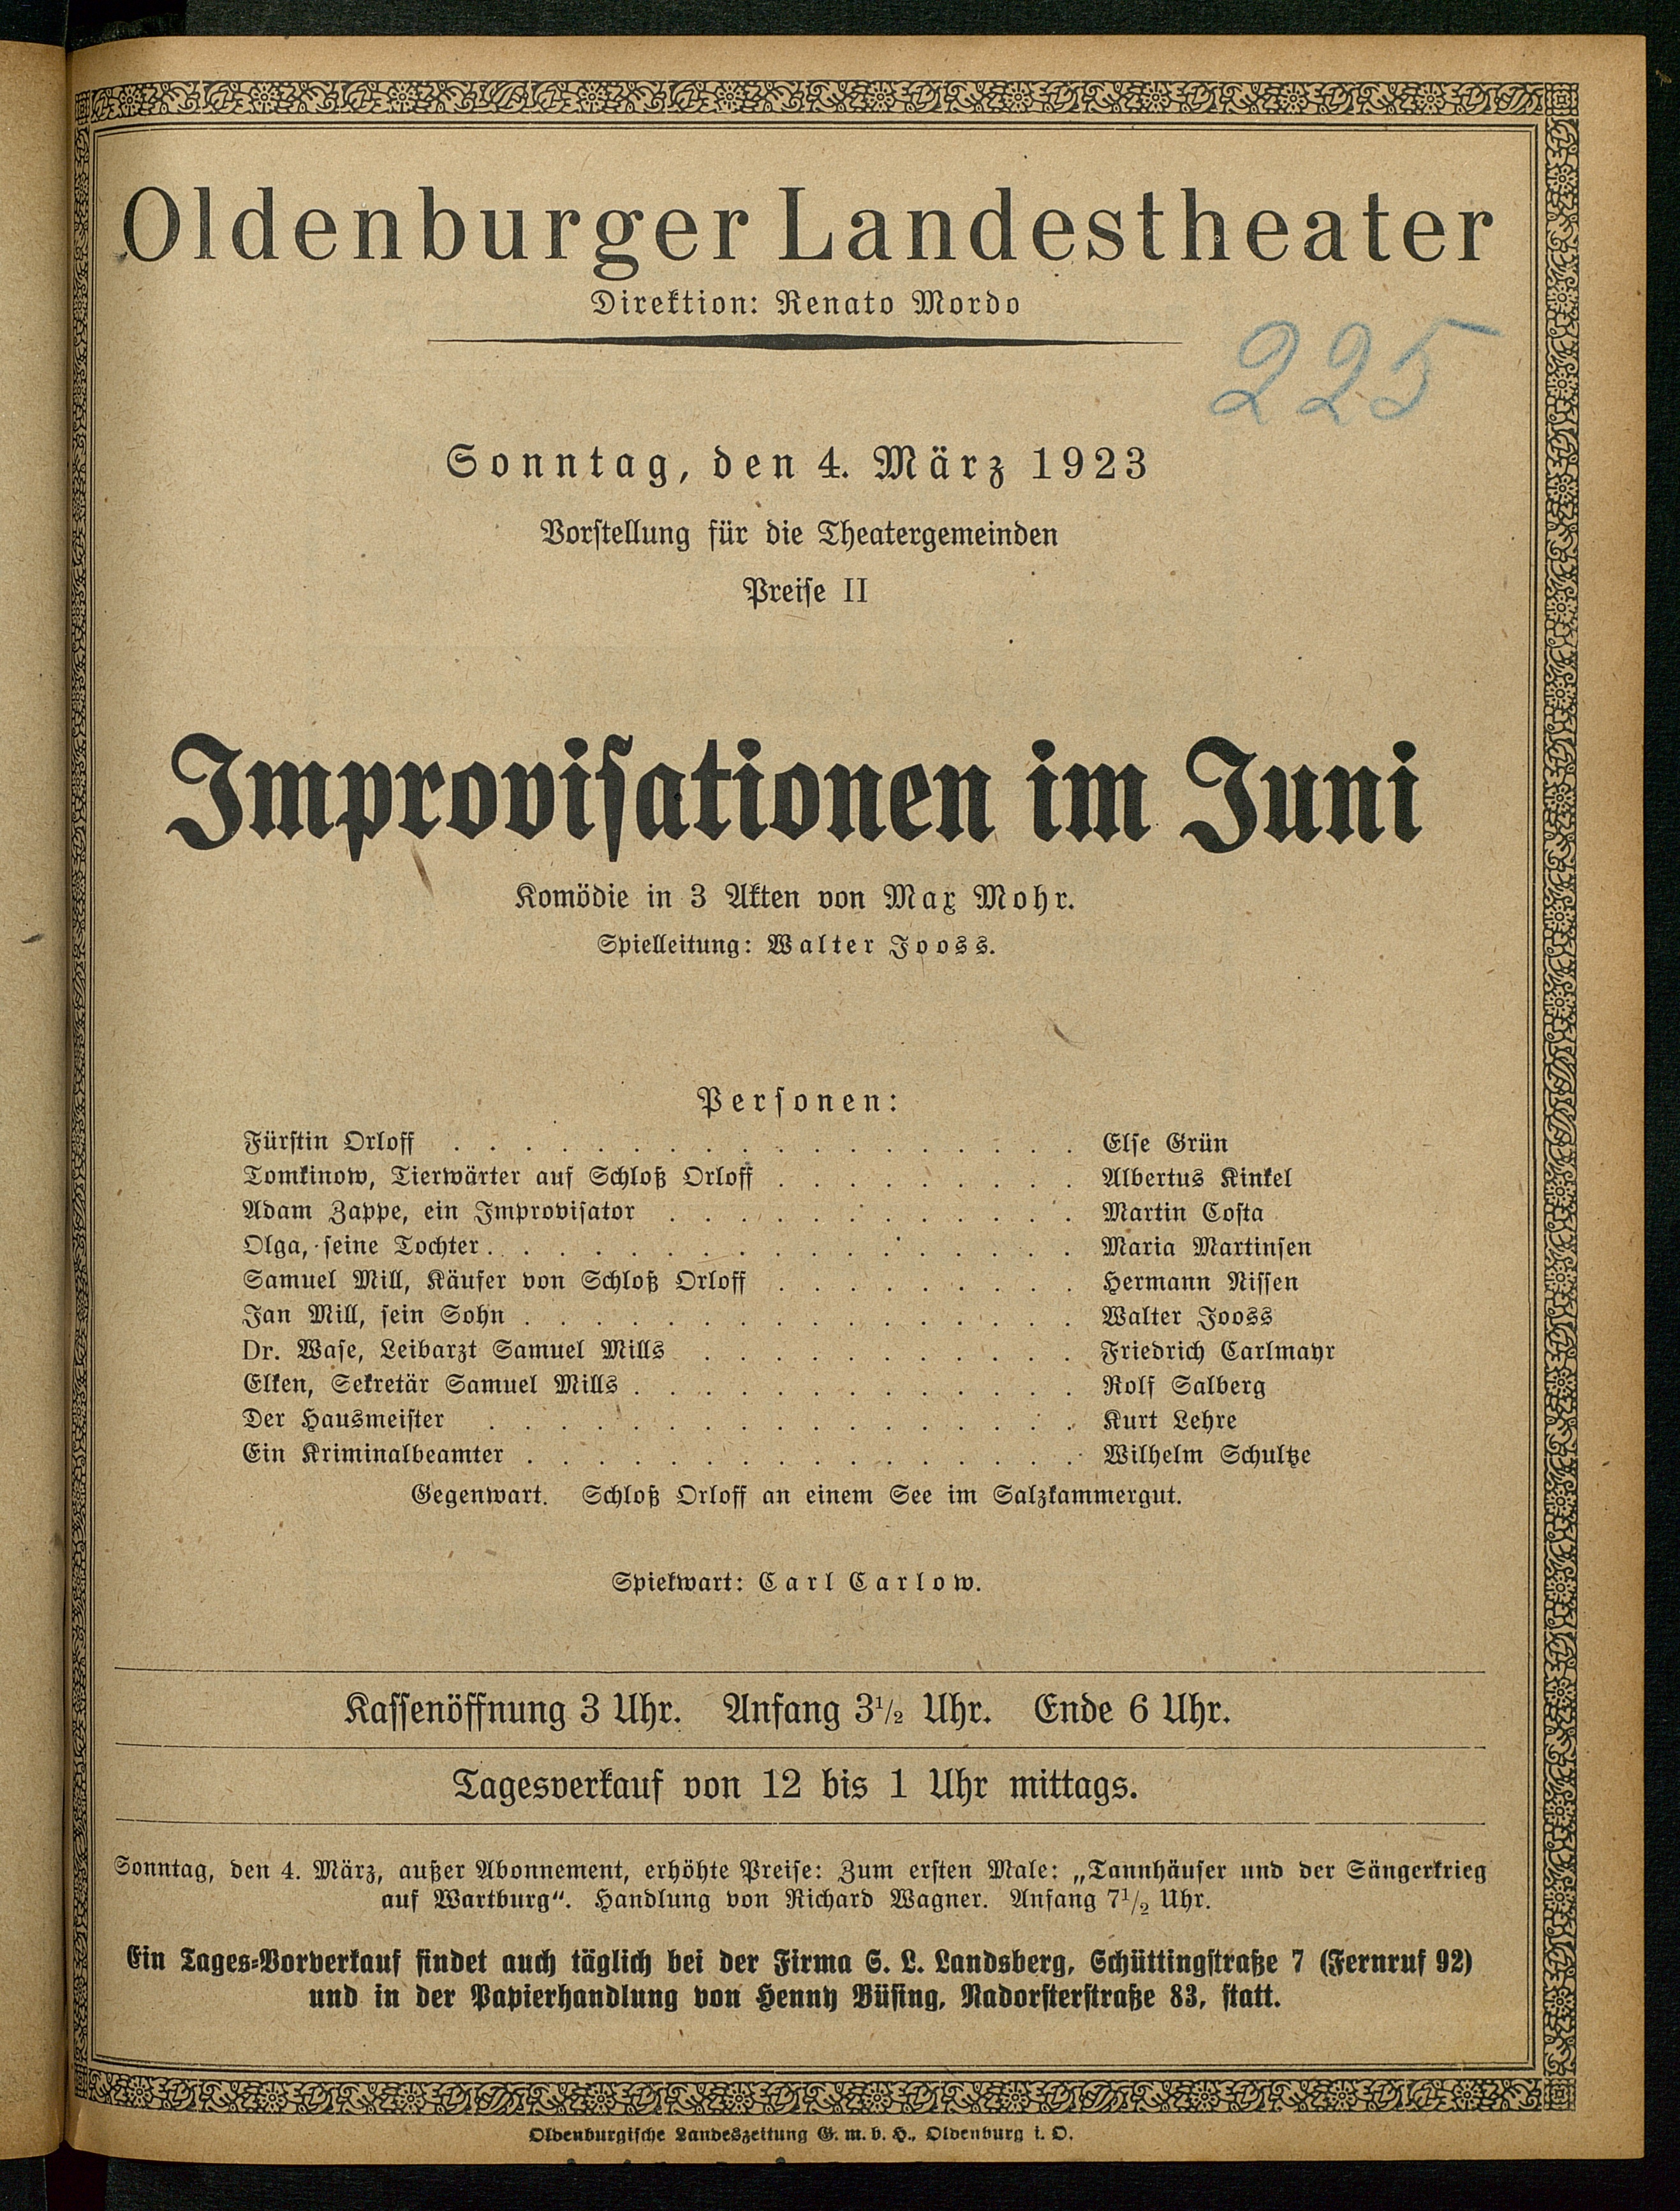 Oldenburger Landestheater
Direktion: Renato Mordo
225
Sonntag, den 4. März 1923
Vorstellung für die Theatergemeinden
Preise II
Improvisationen im Juni
Komödie in 3 Akten von Max Mohr.
Spielleitung: Walter Jooss.
Personen:
Fürstin Orloff . . . . . . . . . . . . . . . . . . Else Grün
Tomkinow, Tierwärter auf Schloß Orloff . . . . . . . . . Albertus Kinkel
Adam Zappe, ein Improvisator . . . . . . . . . . . . Martin Costa
Olga, seine Tochter . . . . . . . . . . . . . . . . . Maria Martinsen
Samuel Mill, Käufer von Schloß Orloff . . . . . . . . . Hermann Nissen
Jan Mill, sein Sohn . . . . . . . . . . . . . . . . Walter Jooss
Dr. Wase, Leibarzt Samuel Mills . . . . . . . . . . . Friedrich Carlmayr
Elken, Sekretär Samuel Mills . . . . . . . . . . . . . Rolf Salberg
Der Hausmeister . . . . . . . . . . . . . . . . . Kurt Lehre
Ein Kriminalbeamter . . . . . . . . . . . . . . . . Wilhelm Schultze
Gegenwart. Schloß Orloff an einem See im Salzkammergut.
Spielwart: Carl Carlow.
Kassenöffnung 3 Uhr. Anfang 3½ Uhr. Ende 6 Uhr.
Tagesverkauf von 12 bis 1 Uhr mittags.
Sonntag, den 4. März, außer Abonnement, erhöhte Preise: Zum ersten Male: „Tannhäuser und der Sängerkrieg
auf Wartburg“. Handlung von Richard Wagner. Anfang 7½ Uhr.
Ein Tages-Vorverkauf findet auch täglich bei der Firma S. L. Landsberg, Schüttingstraße 7 (Fernruf 92)
und in der Papierhandlung von Henny Büsing, Nadorsterstraße 83, statt.
Oldenburgische Landeszeitung G. m. b. H., Oldenburg i. O.